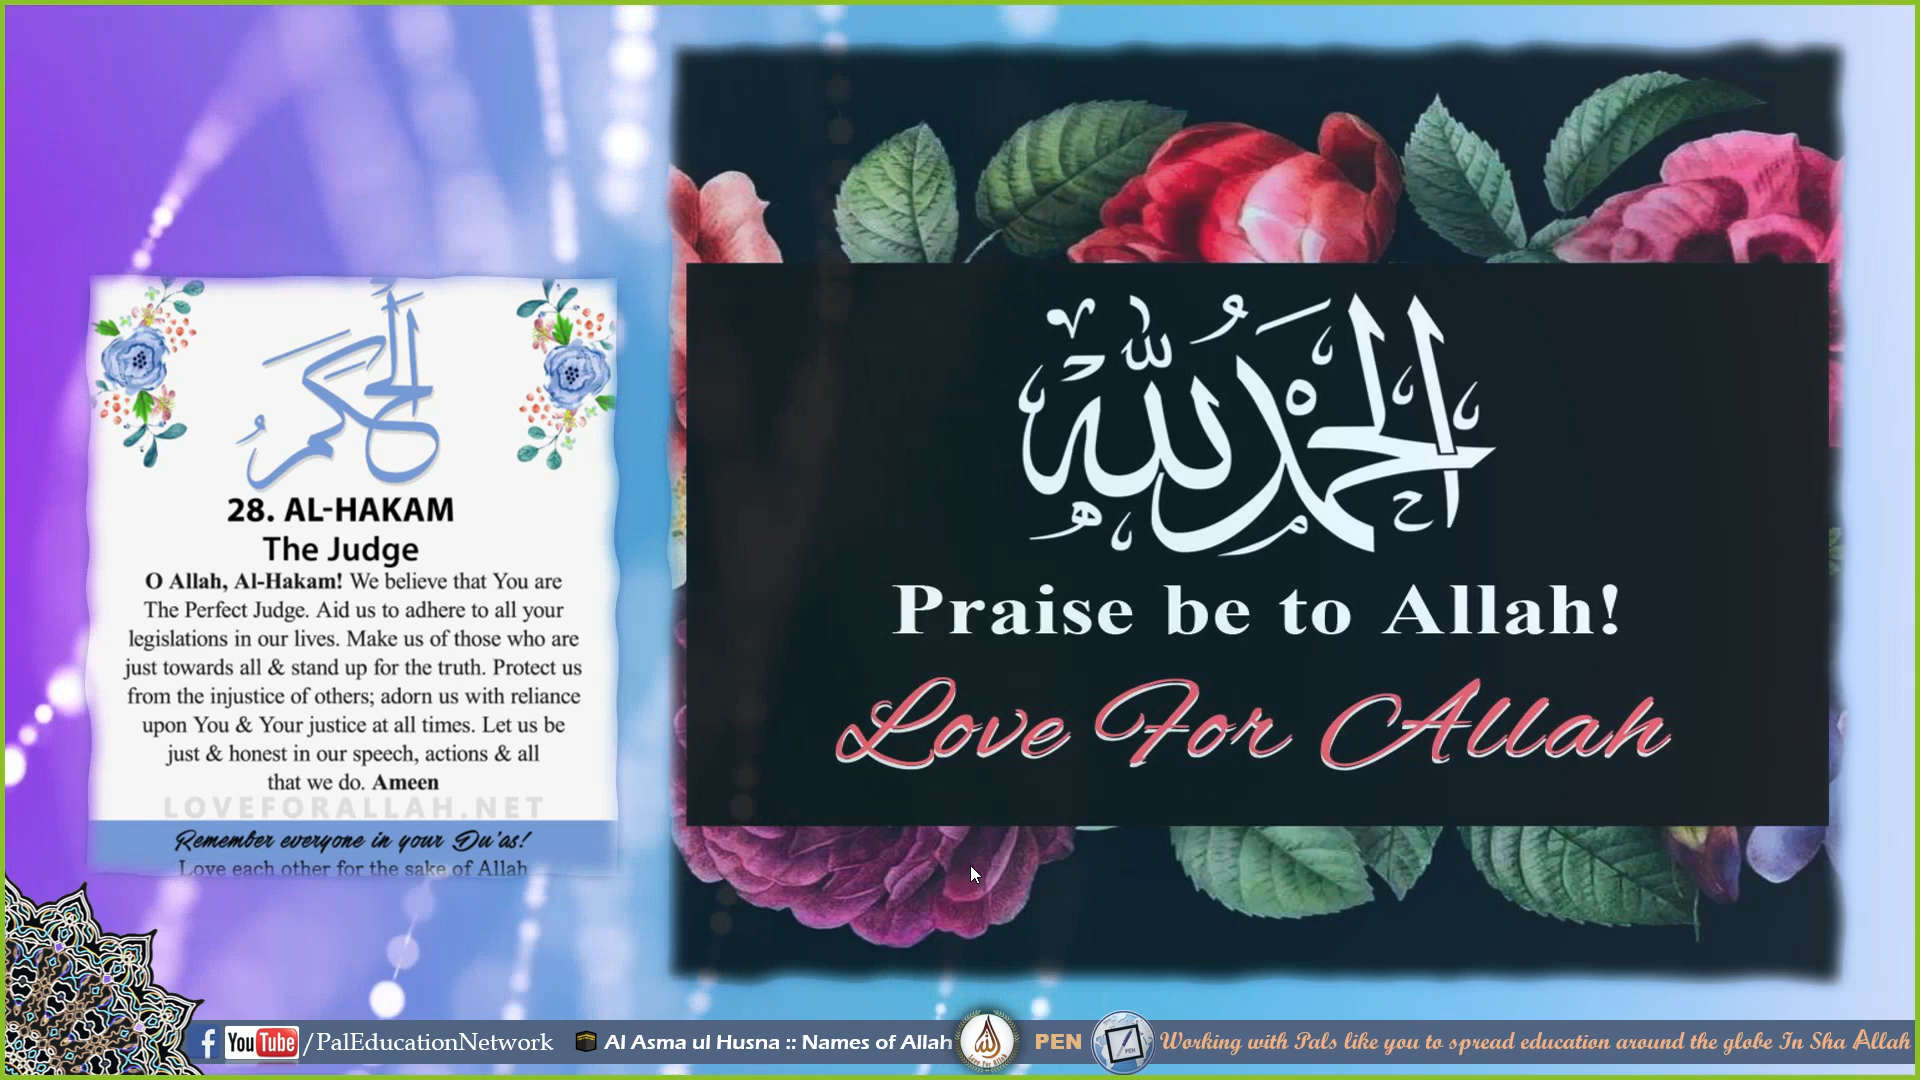 الْحَكَمُ
28. AL-HAKAM
The Judge
O Allah, Al-Hakam! We believe that You are
The Perfect Judge. Aid us to adhere to all your
legislations in our lives. Make us of those who are
just towards all & stand up for the truth. Protect us
from the injustice of others; adorn us with reliance
upon You & Your justice at all times. Let us be
just & honest in our speech, actions & all
that we do. Ameen
LOVEFORALLAH.NET
Remember everyone in your Du'as!
Love each other for the sake of Allah
الحمد لله
Praise be to Allah!
Love For Allah
f YouTube /PalEducationNetwork
Al Asma ul Husna :: Names of Allah
PEN
Working with Pals like you to spread education around the globe In Sha Allah